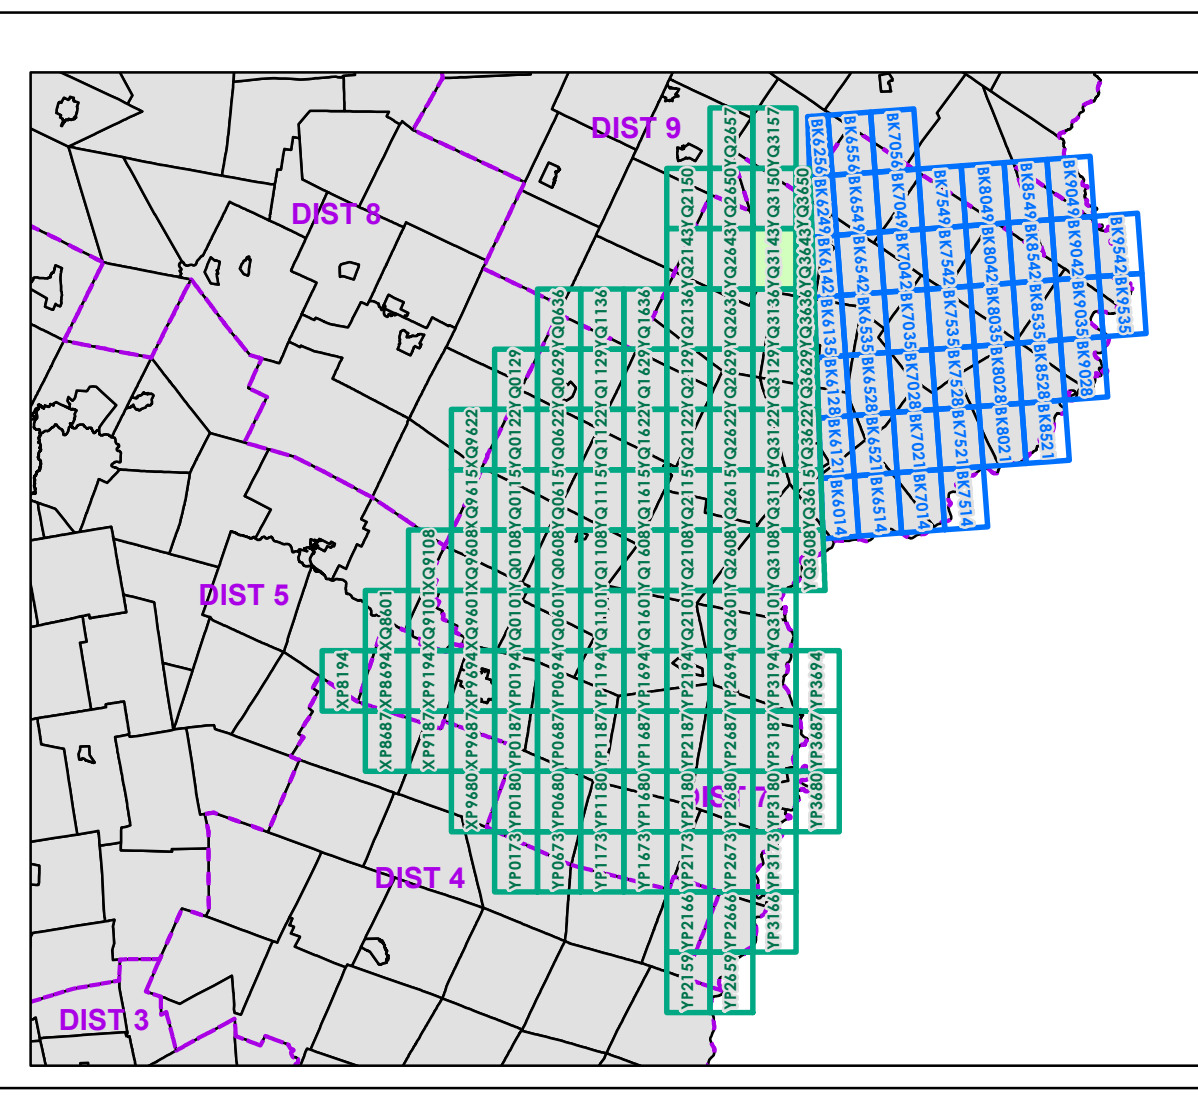 DIST 9
DIST 8
DIST 5
DIST 7
DIST 4
DIST 3
YQ2657 YQ3157
YQ2150 YQ2650 YQ3150 YQ3650
YQ2143 YQ2643 YQ3143 YQ3643
YQ0636 YQ1136 YQ1636 YQ2136 YQ2636 YQ3136 YQ3636
YQ0129 YQ0629 YQ1129 YQ1629 YQ2129 YQ2629 YQ3129 YQ3629
XQ9622 YQ0122 YQ0622 YQ1122 YQ1622 YQ2122 YQ2622 YQ3122 YQ3622
XQ9615 YQ0115 YQ0615 YQ1115 YQ1615 YQ2115 YQ2615 YQ3115
XQ9108 XQ9608 YQ0108 YQ0608 YQ1108 YQ1608 YQ2108 YQ2608 YQ3108 YQ3608
XQ8601 XQ9101 XQ9601 YQ0101 YQ0601 YQ1101 YQ1601 YQ2101 YQ2601 YQ3101
XP8194 XP8694 XP9194 XP9694 YP0194 YP0694 YP1194 YP1694 YP2194 YP2694 YP3194 YP3694
XP8687 XP9187 XP9687 YP0187 YP0687 YP1187 YP1687 YP2187 YP2687 YP3187 YP3687
XP9680 YP0180 YP0680 YP1180 YP1680 YP2180 YP2680 YP3180 YP3680
YP0173 YP0673 YP1173 YP1673 YP2173 YP2673 YP3173
YP2166 YP2666 YP3166
YP2159 YP2659
BK6256 BK6556 BK7056
BK6249 BK6549 BK7049 BK7549 BK8049 BK8549 BK9049
BK6142 BK6542 BK7042 BK7542 BK8042 BK8542 BK9042 BK9542
BK6135 BK6535 BK7035 BK7535 BK8035 BK8535 BK9035 BK9535
BK6128 BK6528 BK7028 BK7528 BK8028 BK8528 BK9028
BK6121 BK6521 BK7021 BK7521 BK8021 BK8521
BK6014 BK6514 BK7014 BK7514